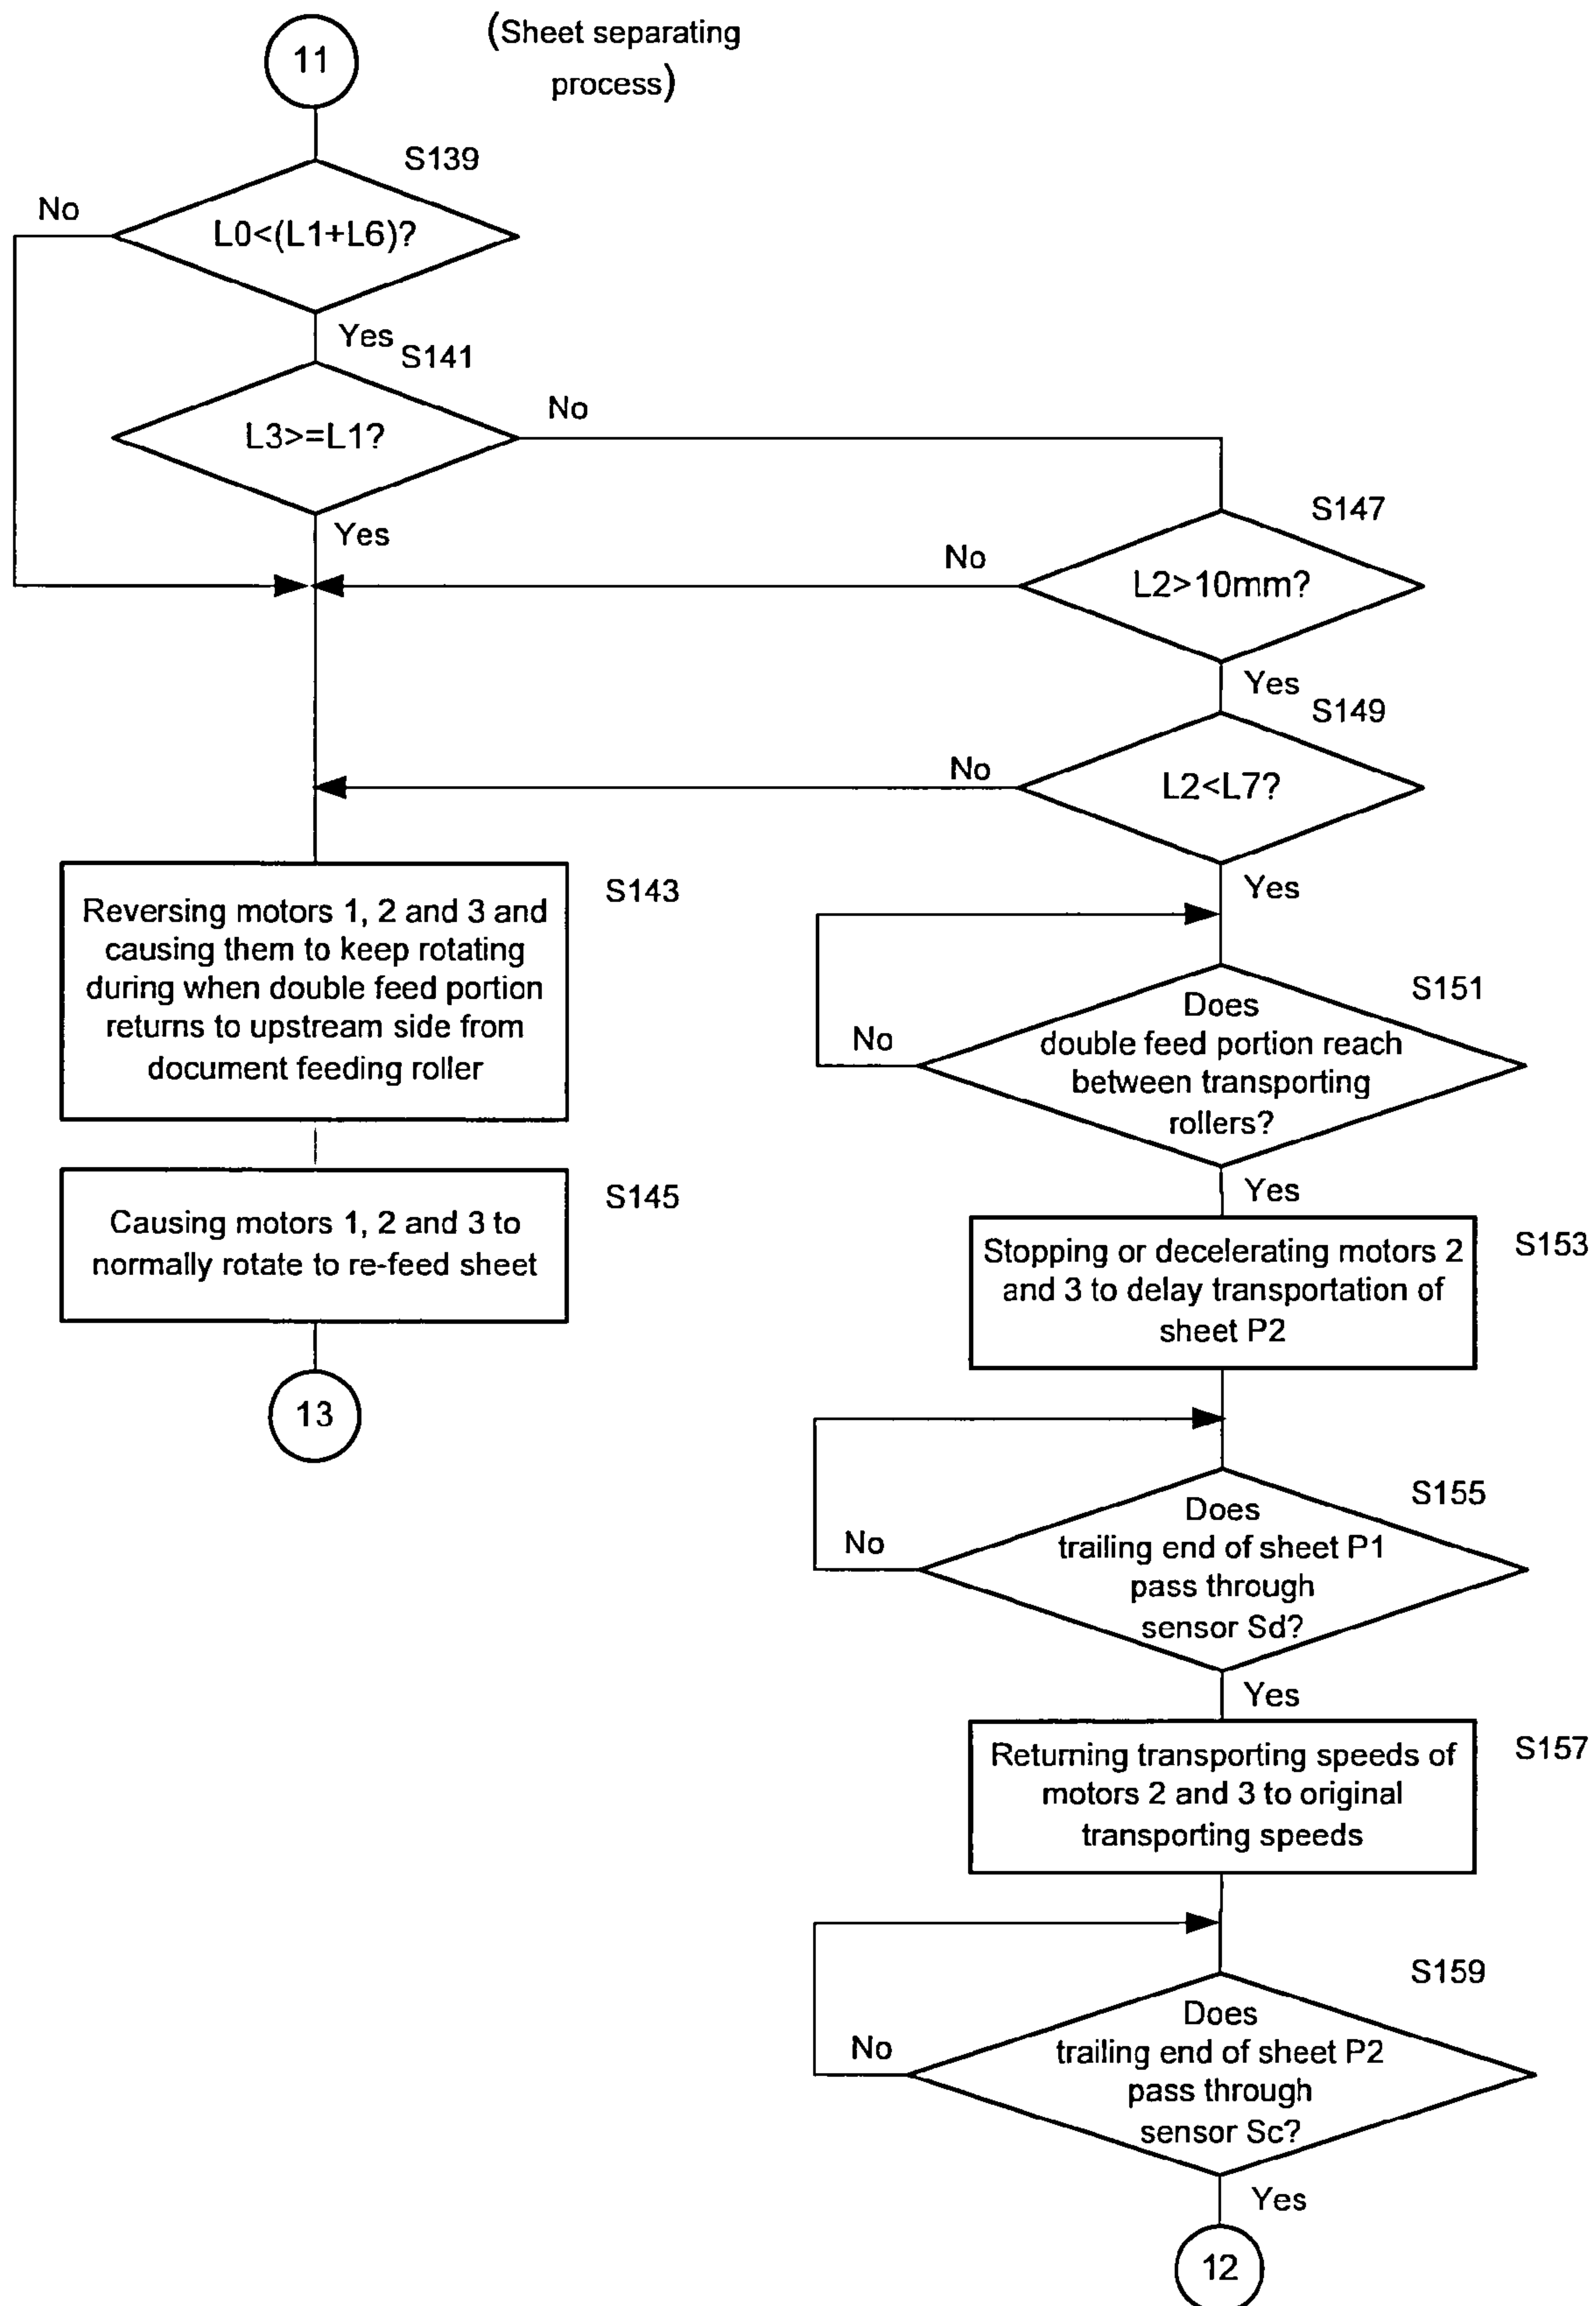 11
(Sheet separating
process)
S139
No
L0<(L1+L6)?
Yes
S141
No
L3>=L1?
Yes
S147
No
L2>10mm?
Yes
S149
No
L2<L7?
Yes
S143
Reversing motors 1, 2 and 3 and
causing them to keep rotating
during when double feed portion
returns to upstream side from
document feeding roller
S151
Does
double feed portion reach
between transporting
rollers?
No
Yes
S145
Causing motors 1, 2 and 3 to
normally rotate to re-feed sheet
13
S153
Stopping or decelerating motors 2
and 3 to delay transportation of
sheet P2
S155
Does
trailing end of sheet P1
pass through
sensor Sd?
No
Yes
S157
Returning transporting speeds of
motors 2 and 3 to original
transporting speeds
S159
Does
trailing end of sheet P2
pass through
sensor Sc?
No
Yes
12